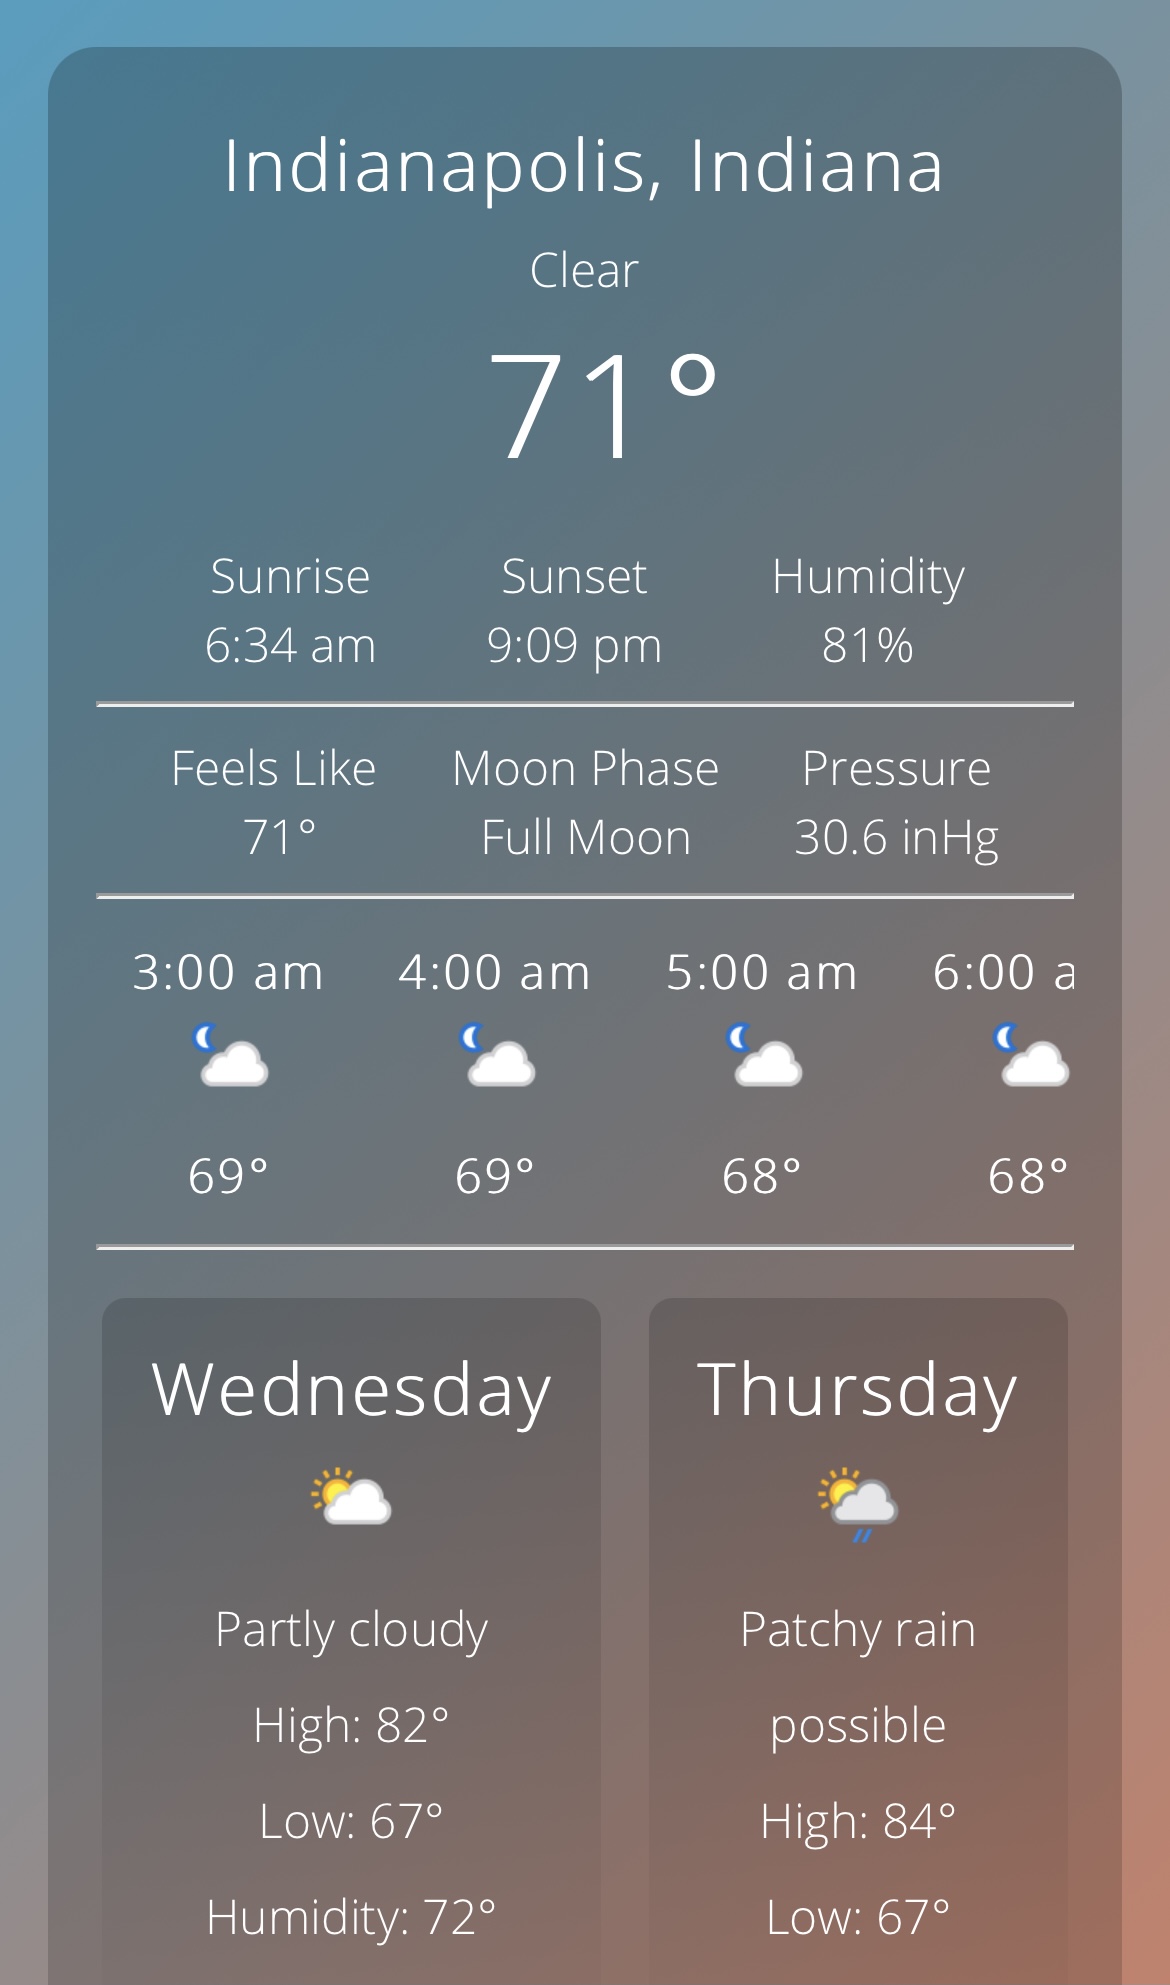 Indianapolis, Indiana
Clear
71°
Sunrise Sunset Humidity
6:34 am 9:09 pm 81%
Feels Like Moon Phase Pressure
71° Full Moon 30.6 inHg
3:00 am 4:00 am 5:00 am 6:00 a
69° 69° 68° 68°
Wednesday
Partly cloudy
High: 82°
Low: 67°
Humidity: 72°
Thursday
Patchy rain
possible
High: 84°
Low: 67°